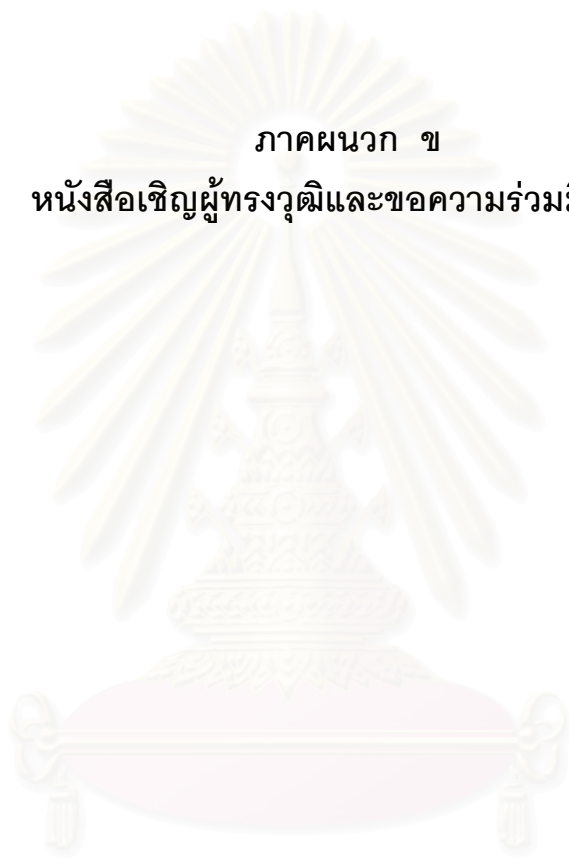 ภาคผนวก ข
หนังสือเชิญผู้ทรงวุฒิและขอความร่วม